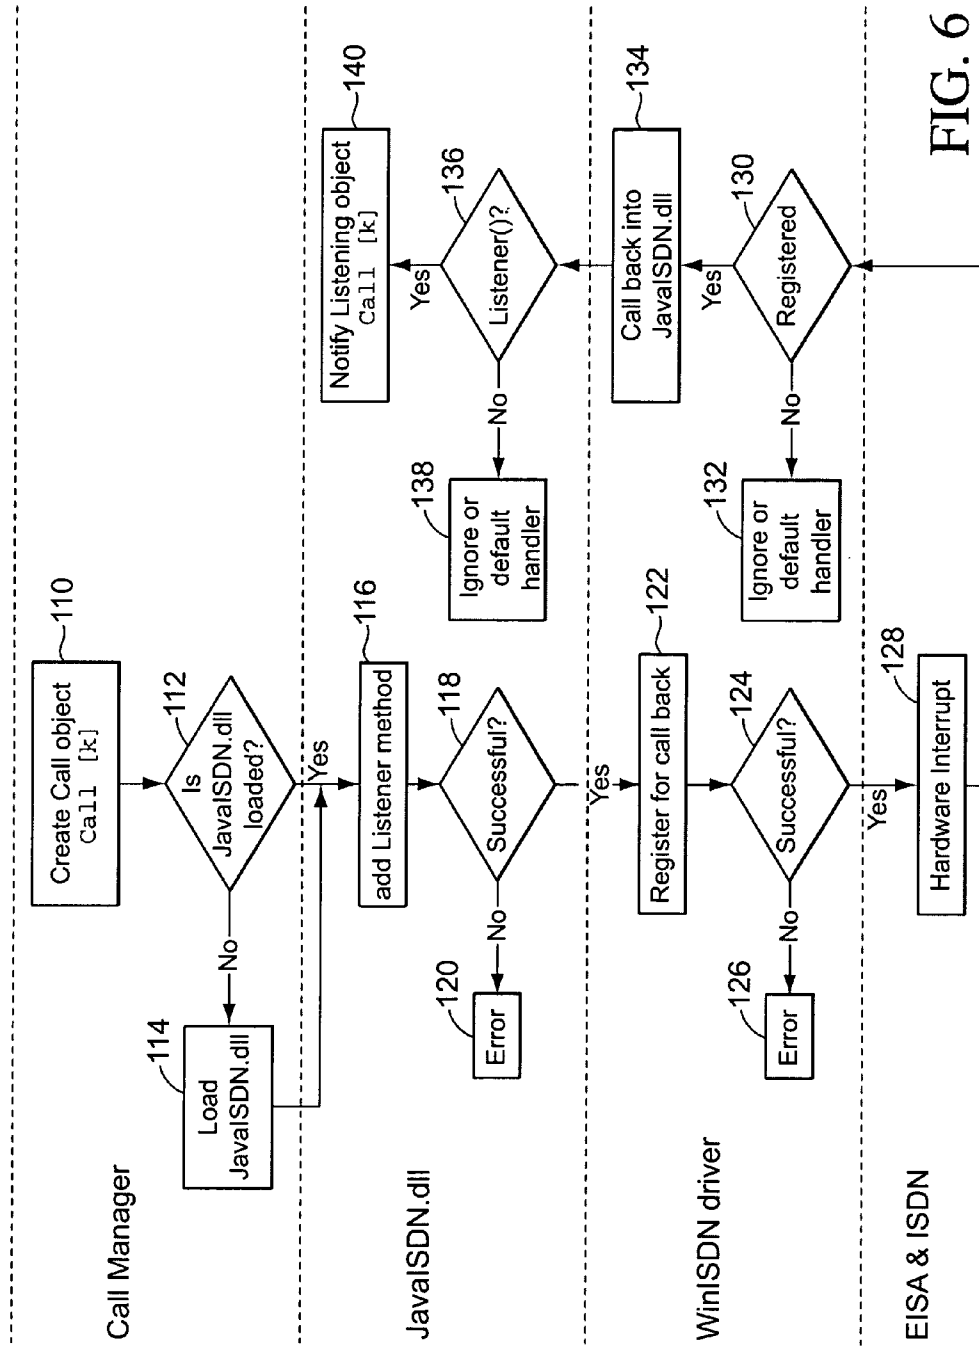 Call Manager
Create Call object
Call [k]
110
Is
JavaISDN.dll
loaded?
112
No
Load
JavaISDN.dll
114
Yes
JavaISDN.dll
add Listener method
116
Successful?
118
No
Error
120
Yes
Notify Listening object
Call [k]
140
Yes
Listener()?
136
No
Ignore or
default
handler
138
WinISDN driver
Register for call back
122
Successful?
124
No
Error
126
Yes
Call back into
JavaISDN.dll
134
Yes
Registered
130
No
Ignore or
default
handler
132
EISA & ISDN
Hardware Interrupt
128
FIG. 6